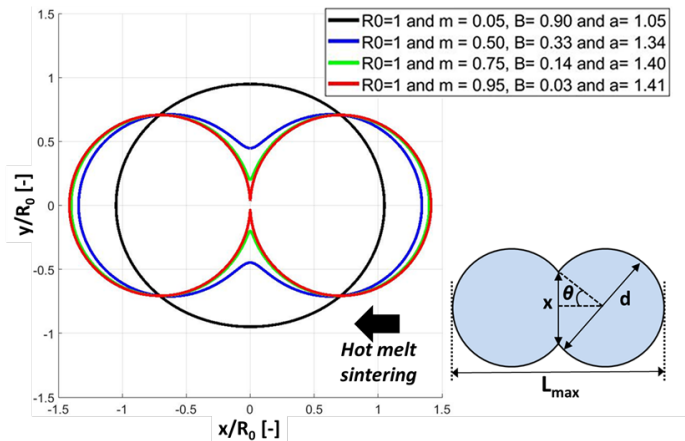 R0=1 and m = 0.05, B= 0.90 and a= 1.05
R0=1 and m = 0.50, B= 0.33 and a= 1.34
R0=1 and m = 0.75, B= 0.14 and a= 1.40
R0=1 and m = 0.95, B= 0.03 and a= 1.41
1.5
1
0.5
0
-0.5
-1
-1.5
y/R₀ [-]
-1.5
-1
-0.5
0
0.5
1
1.5
x/R₀ [-]
Hot melt
sintering
x
θ
d
Lₘₐₓ